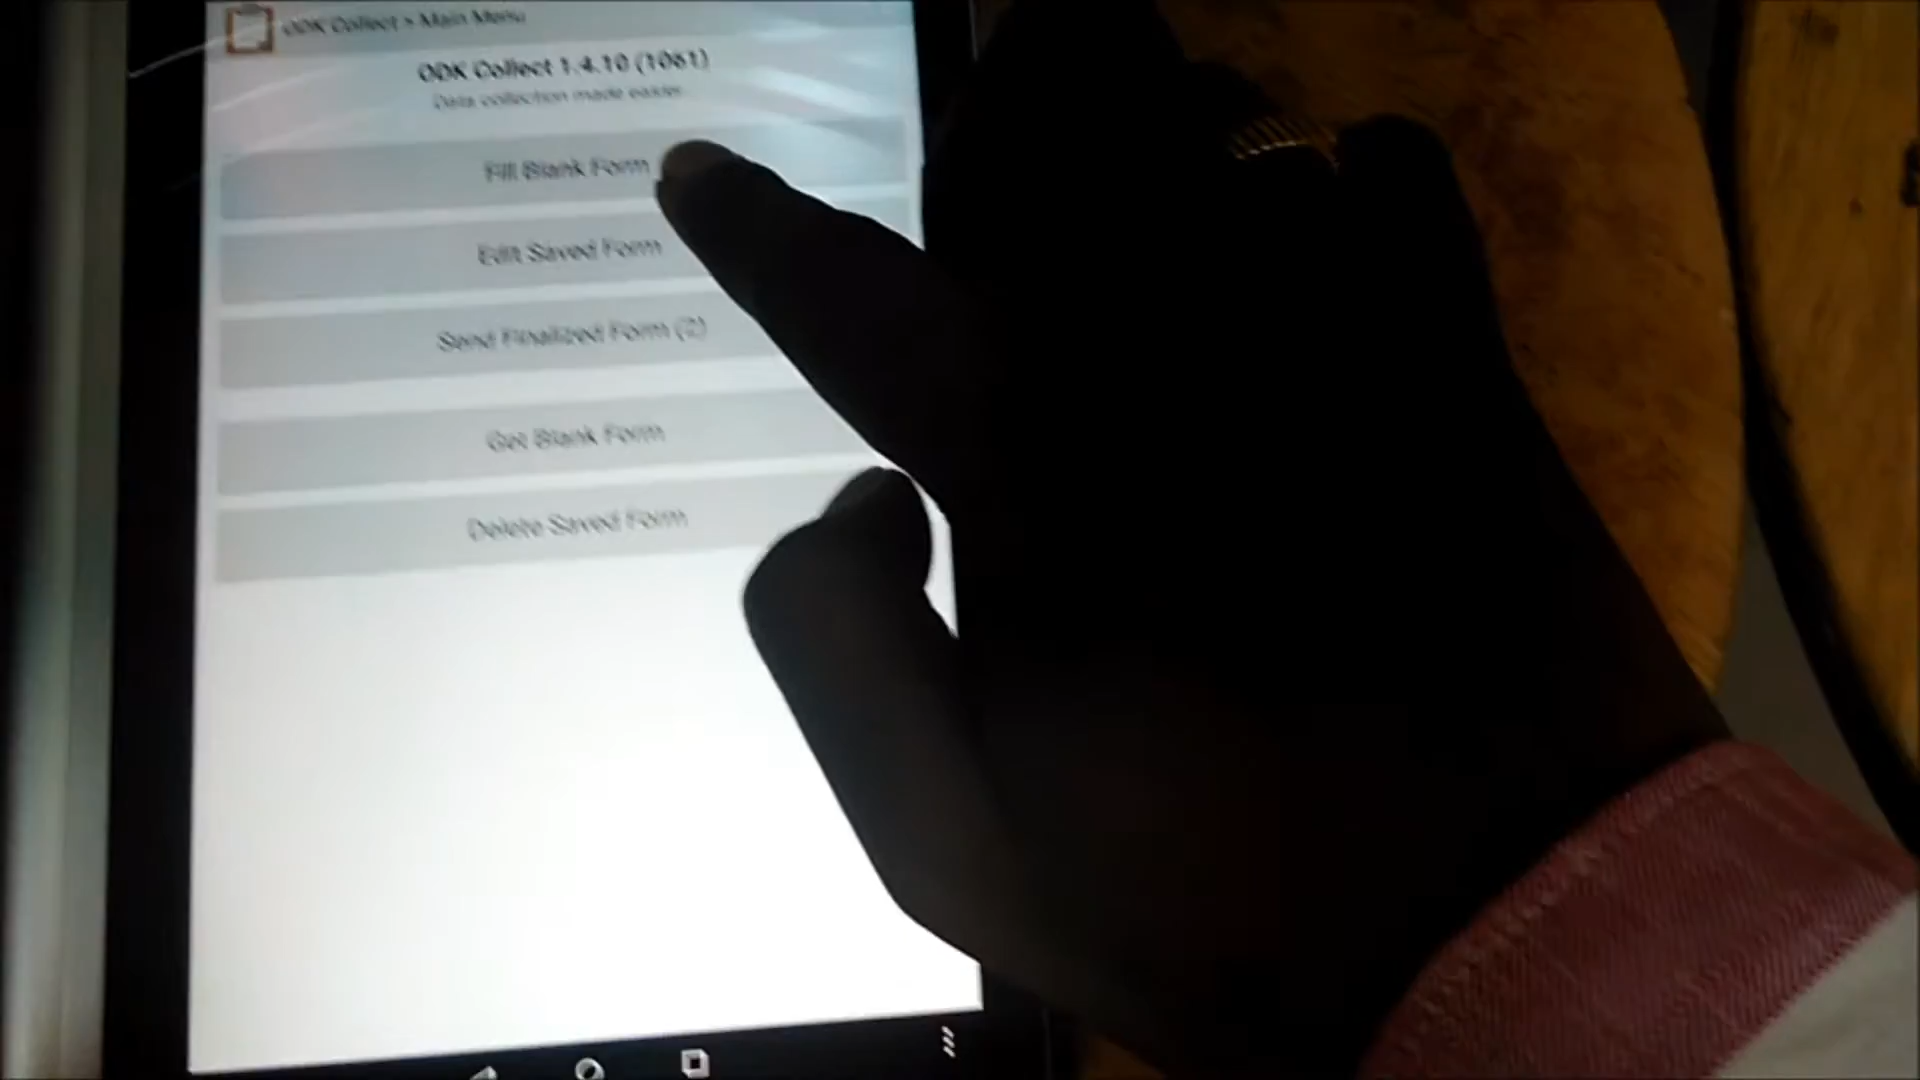 ODK Collect > Main Menu
ODK Collect 1.4.10 (1061)
Data collection made easier...
Fill Blank Form
Edit Saved Form
Send Finalized Form (2)
Get Blank Form
Delete Saved Form